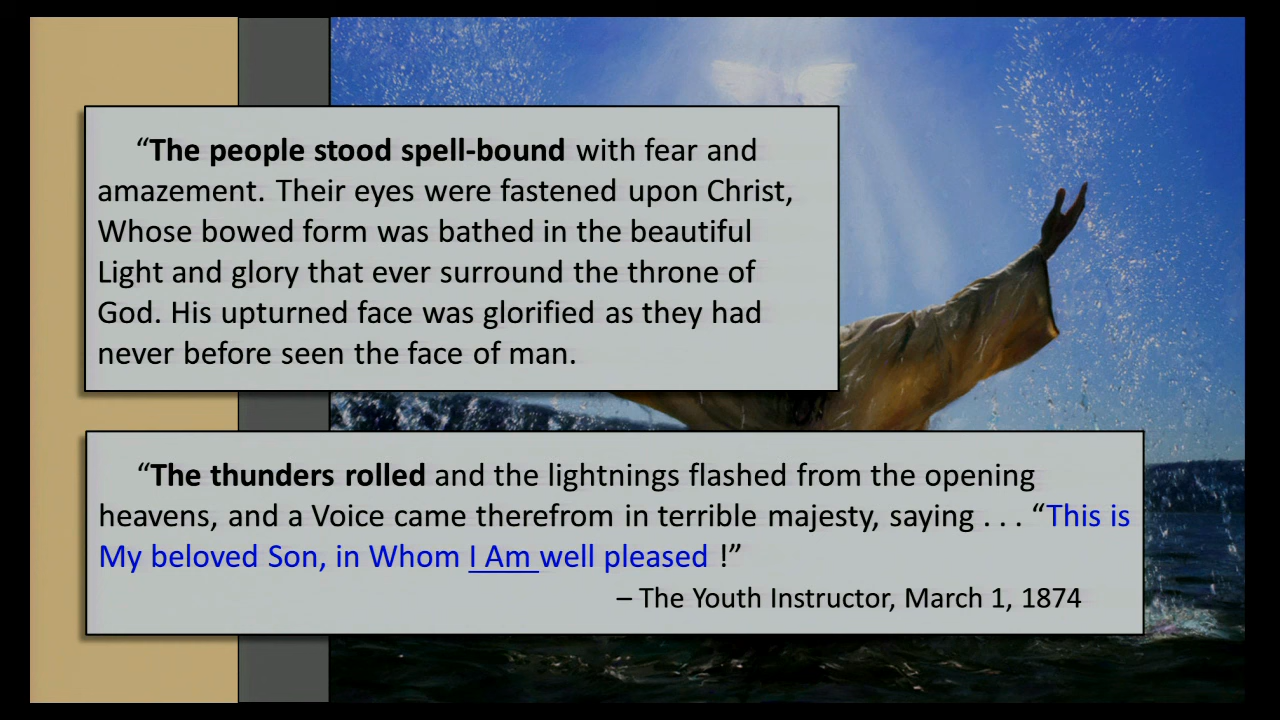 “The people stood spell-bound with fear and
amazement. Their eyes were fastened upon Christ,
Whose bowed form was bathed in the beautiful
Light and glory that ever surround the throne of
God. His upturned face was glorified as they had
never before seen the face of man.
“The thunders rolled and the lightnings flashed from the opening
heavens, and a Voice came therefrom in terrible majesty, saying . . . “This is
My beloved Son, in Whom I Am well pleased !”
– The Youth Instructor, March 1, 1874